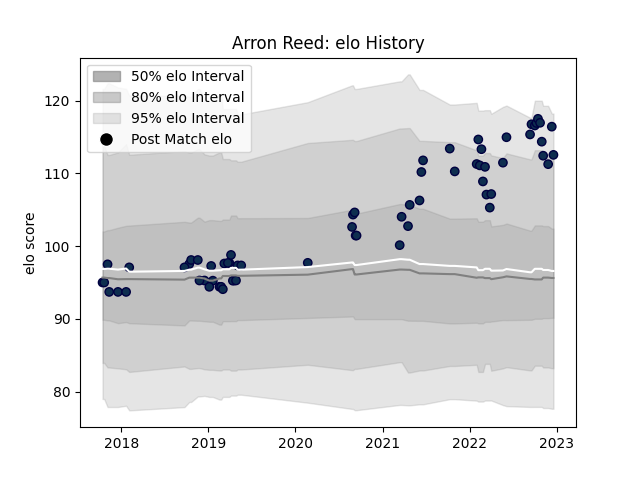 Arron Reed: elo History
50% elo Interval
80% elo Interval
95% elo Interval
Post Match elo
elo score
120
110
100
90
80
2018 2019 2020 2021 2022 2023